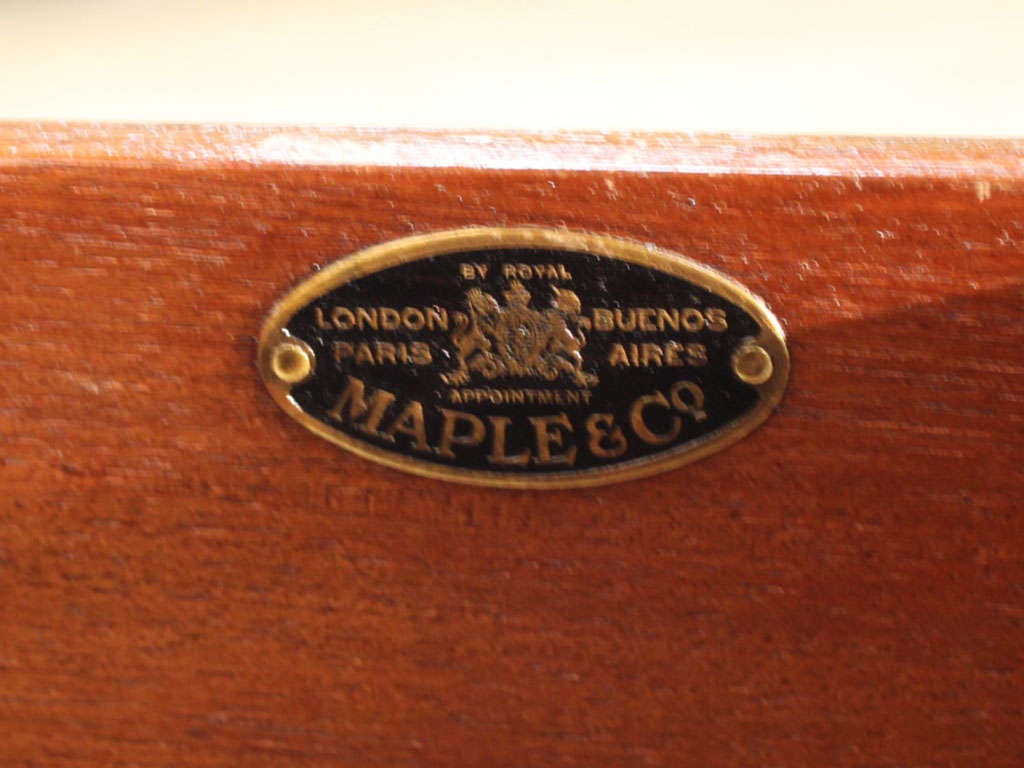 BY ROYAL
LONDON BUENOS
PARIS AIRES
APPOINTMENT
MAPLE & Cº